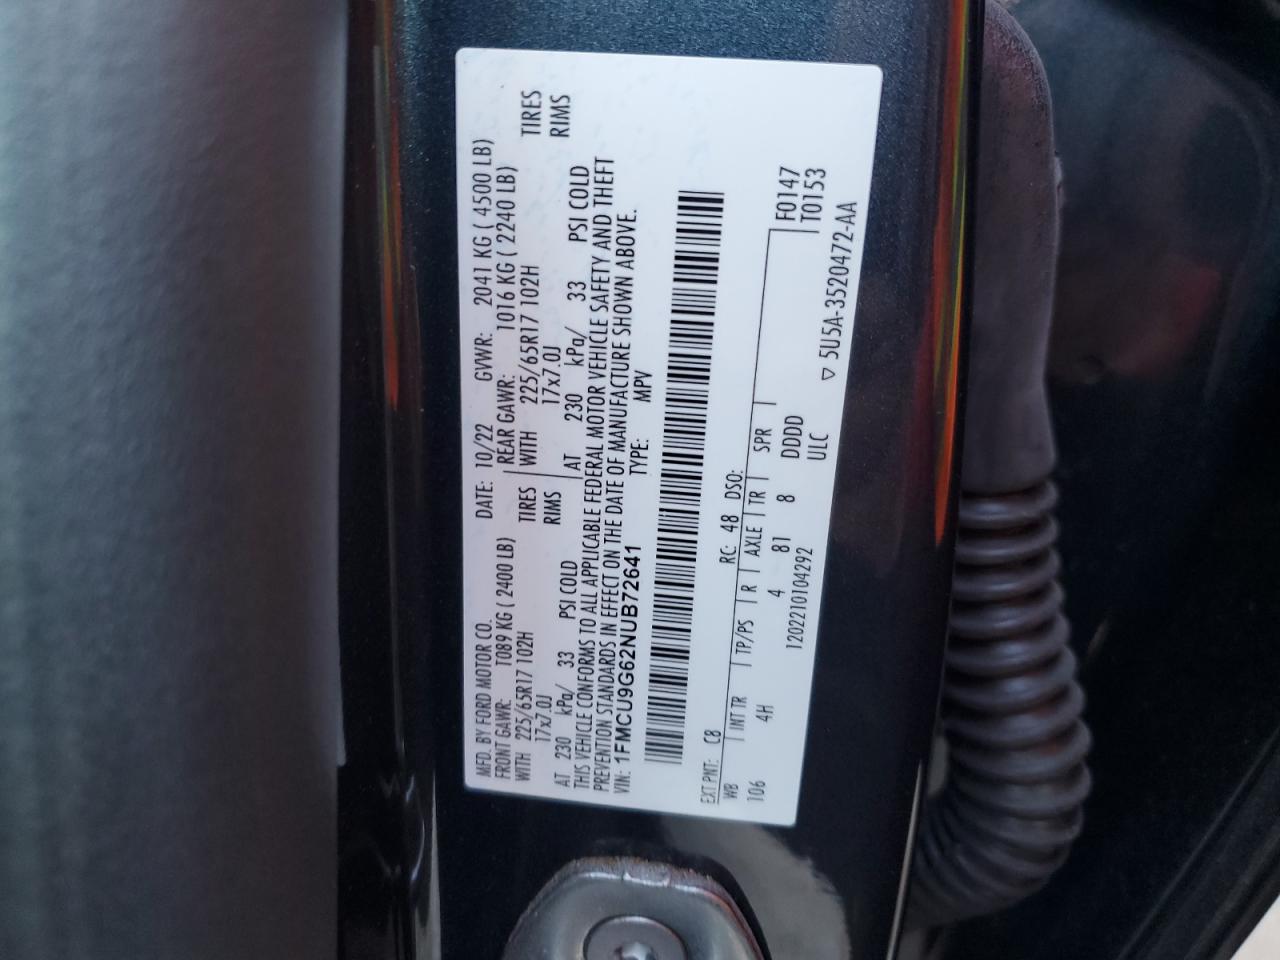 MFD. BY FORD MOTOR CO. DATE: 10/22 GVWR: 2041 KG ( 4500 LB)
FRONT GAWR: 1089 KG ( 2400 LB) REAR GAWR: 1016 KG ( 2240 LB)
WITH 225/65R17 102H TIRES WITH 225/65R17 102H TIRES
17x7.0J RIMS 17x7.0J RIMS
AT 230 kPa/ 33 PSI COLD AT 230 kPa/ 33 PSI COLD
THIS VEHICLE CONFORMS TO ALL APPLICABLE FEDERAL MOTOR VEHICLE SAFETY AND THEFT
PREVENTION STANDARDS IN EFFECT ON THE DATE OF MANUFACTURE SHOWN ABOVE.
VIN: 1FMCU9G62NUB72641 TYPE: MPV
EXT PNT: C8 RC: 48 DSO: F0147
WB INT TR TP/PS R AXLE TR SPR T0153
106 4H 4 81 8 DDDD
1202210104292 ULC ▽ 5U5A-3520472-AA